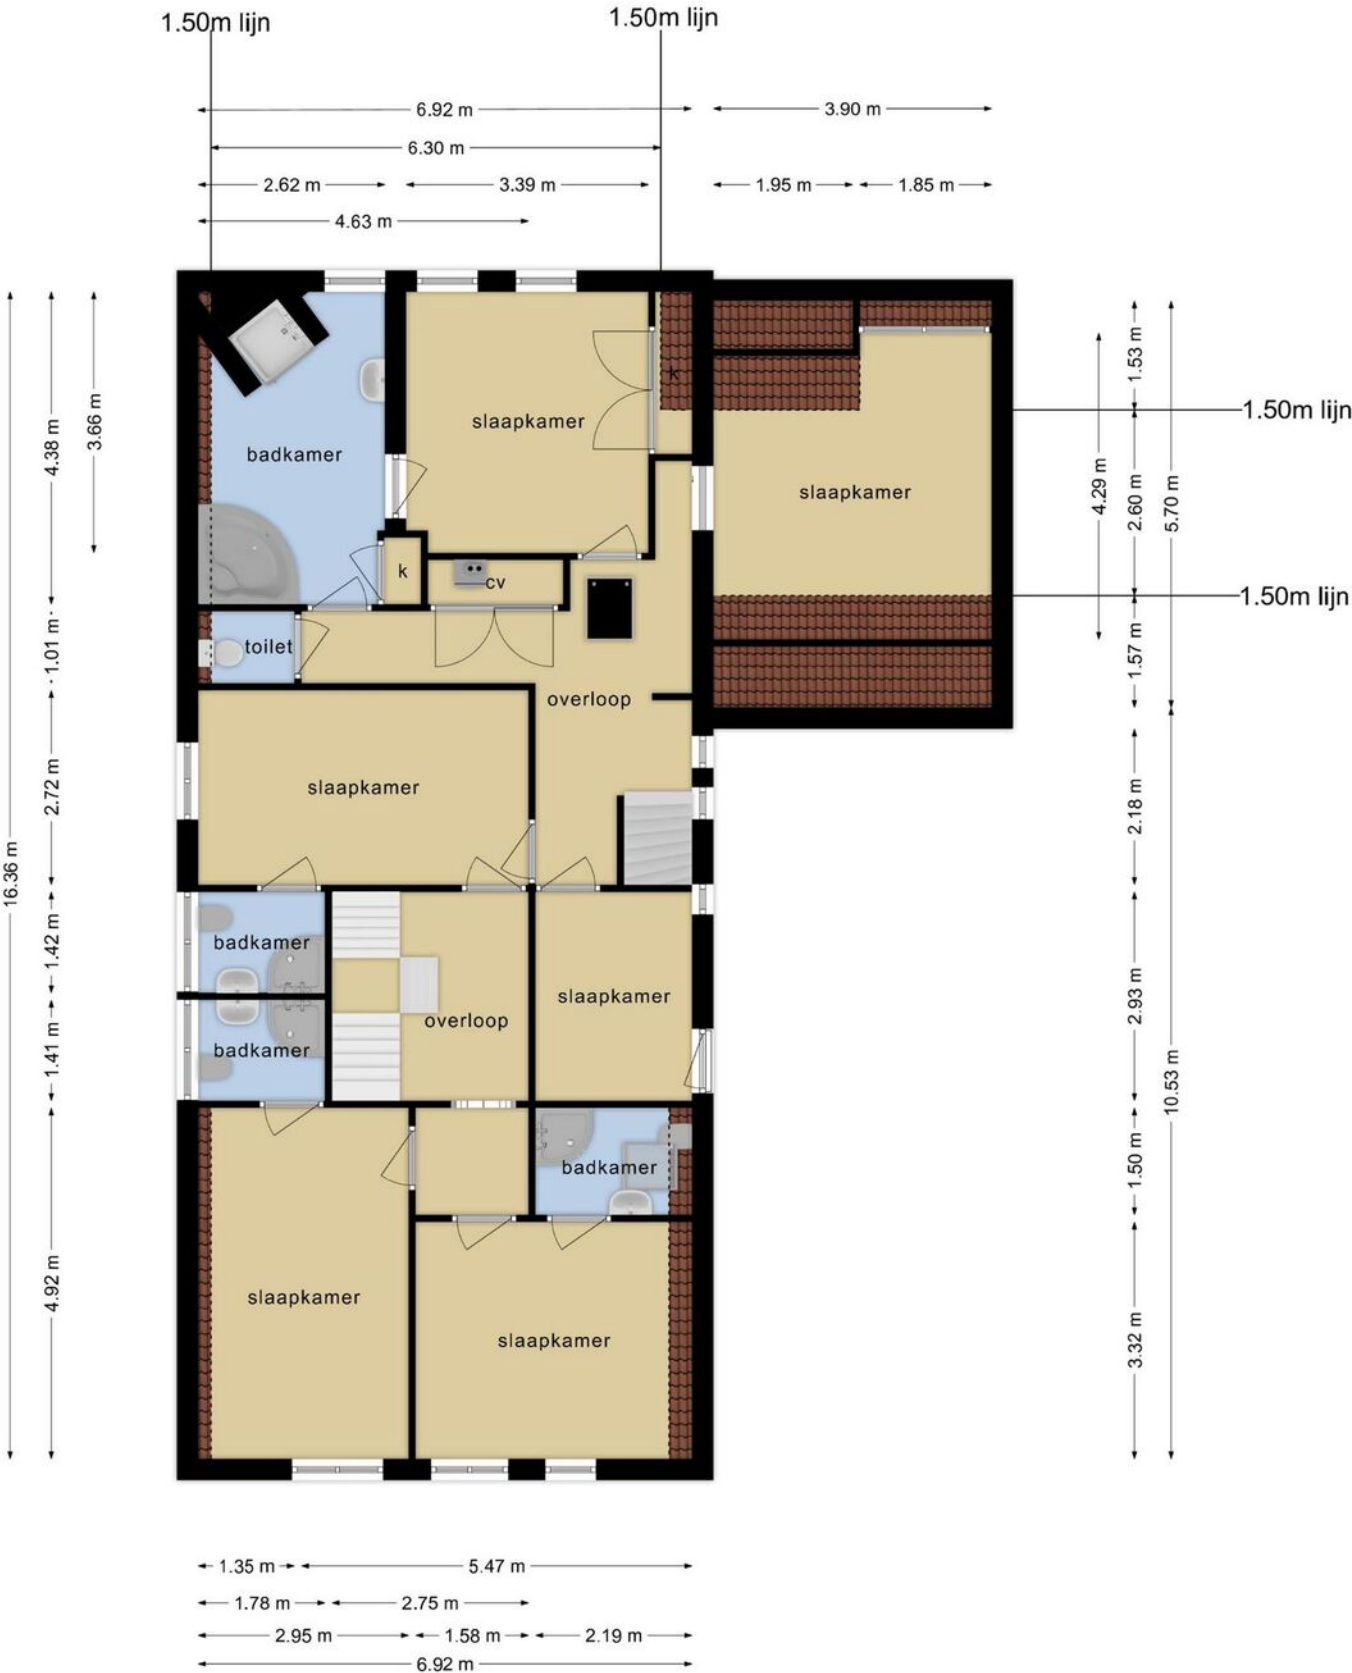 1.50m lijn
1.50m lijn
6.92 m
3.90 m
6.30 m
2.62 m
3.39 m
1.95 m
1.85 m
4.63 m
16.36 m
4.38 m
3.66 m
1.01 m
2.72 m
1.42 m
1.41 m
4.92 m
badkamer
slaapkamer
k
slaapkamer
k
cv
toilet
overloop
slaapkamer
badkamer
slaapkamer
overloop
badkamer
badkamer
slaapkamer
slaapkamer
1.53 m
1.50m lijn
4.29 m
2.60 m
5.70 m
1.50m lijn
1.57 m
2.18 m
2.93 m
10.53 m
1.50 m
3.32 m
1.35 m
5.47 m
1.78 m
2.75 m
2.95 m
1.58 m
2.19 m
6.92 m